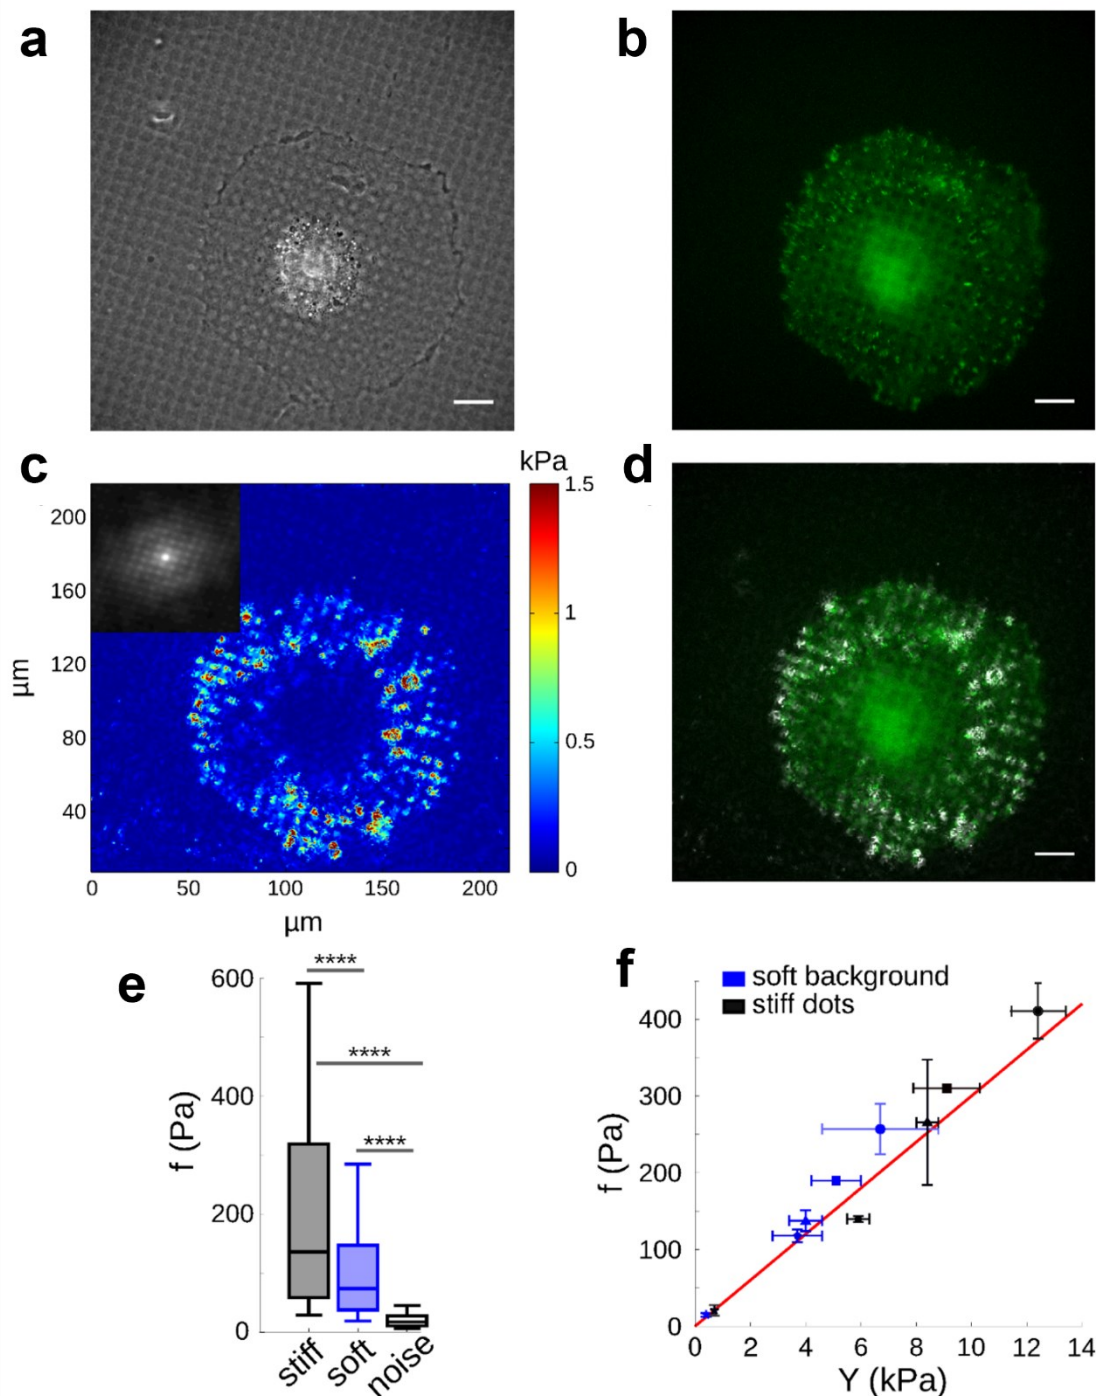 a
b
c
kPa
1.5
1
0.5
0
200
160
120
80
40
µm
0 50 100 150 200
µm
d
e
600
400
200
0
f (Pa)
****
****
****
stiff
soft
noise
f
soft background
stiff dots
400
300
200
100
0
f (Pa)
0 2 4 6 8 10 12 14
Y (kPa)